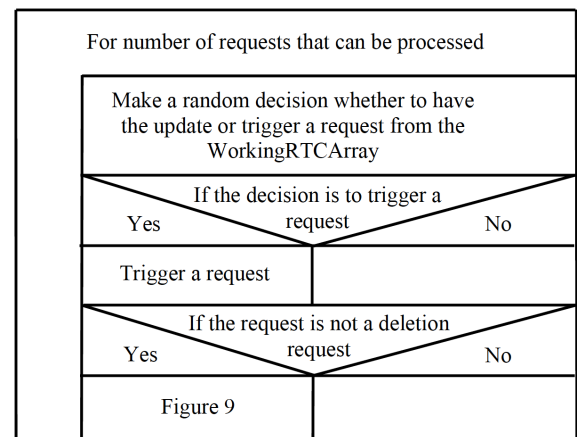 For number of requests that can be processed
Make a random decision whether to have
the update or trigger a request from the
WorkingRTCArray
If the decision is to trigger a
request
Yes
No
Trigger a request
If the request is not a deletion
request
Yes
No
Figure 9